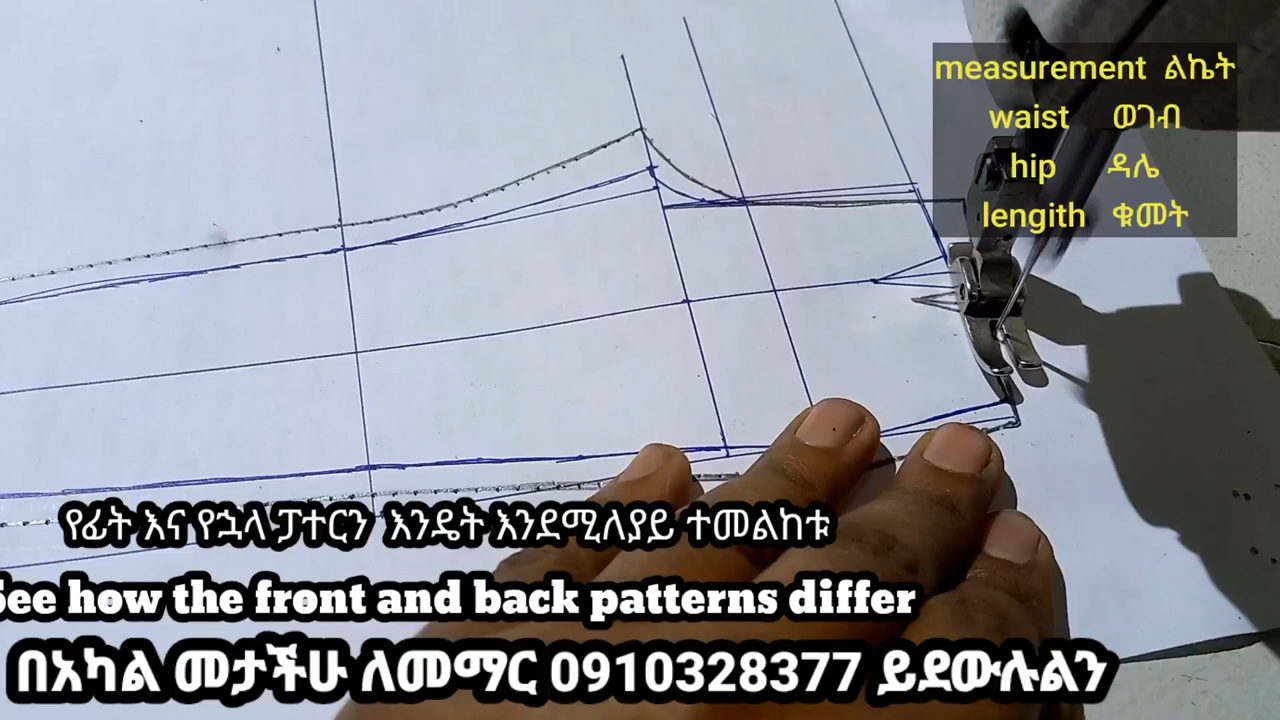 measurement ልኬት
waist ወገብ
hip ዳሌ
lengith ቁመት
የፊት እና የኋላ ፓተርን እንዴት እንደሚለያይ ተመልከቱ
See how the front and back patterns differ
በአካል መታችሁ ለመማር 0910328377 ይደውሉልን